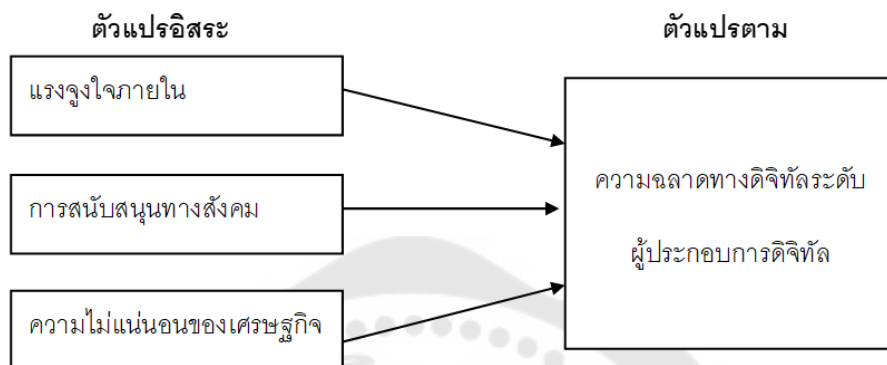 ตัวแปรอิสระ
ตัวแปรตาม
แรงจูงใจภายใน
การสนับสนุนทางสังคม
ความไม่แน่นอนของเศรษฐกิจ
ความฉลาดทางดิจิทัลระดับ
ผู้ประกอบการดิจิทัล